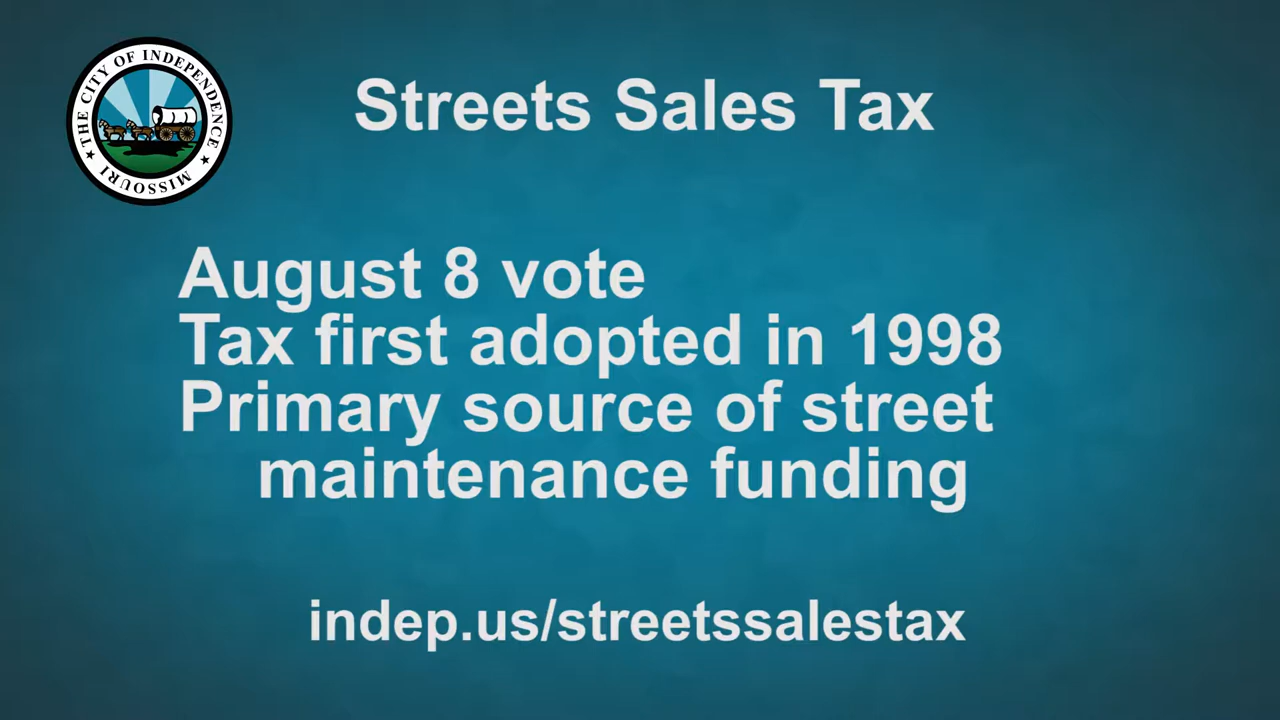 THE CITY OF INDEPENDENCE
MISSOURI
Streets Sales Tax
August 8 vote
Tax first adopted in 1998
Primary source of street
maintenance funding
indep.us/streetssalestax